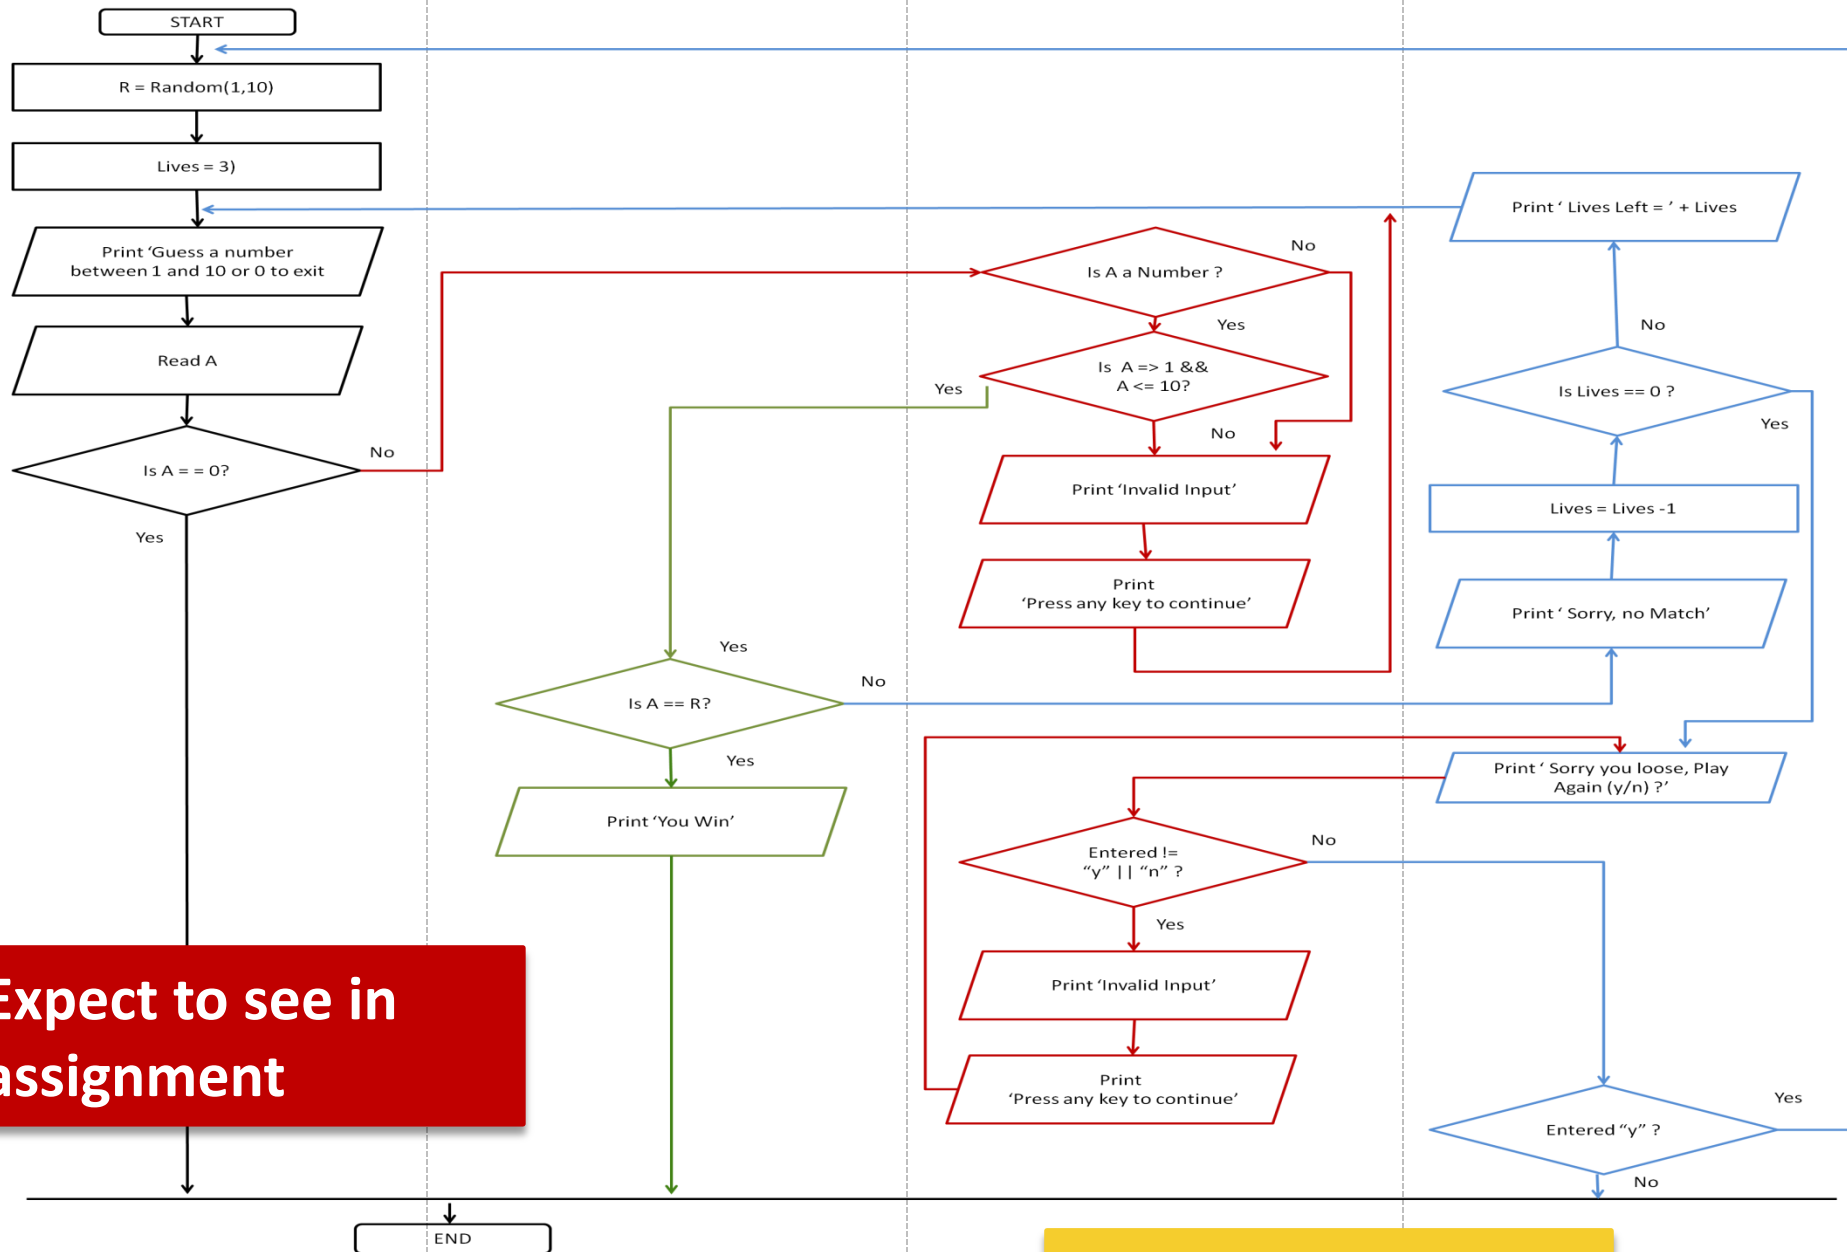 START
R = Random(1,10)
Lives = 3)
Print ‘Guess a number
between 1 and 10 or 0 to exit
Read A
Is A = = 0?
No
Yes
Expect to see in
assignment
END
Yes
Is A == R?
No
Yes
Print ‘You Win’
Is A a Number ?
No
Yes
Is A => 1 &&
A <= 10?
Yes
No
Print ‘Invalid Input’
Print
‘Press any key to continue’
Entered !=
“y” || “n” ?
No
Yes
Print ‘Invalid Input’
Print
‘Press any key to continue’
Print ‘ Lives Left = ’ + Lives
No
Is Lives == 0 ?
Yes
Lives = Lives -1
Print ‘ Sorry, no Match’
Print ‘ Sorry you loose, Play
Again (y/n) ?’
Entered “y” ?
Yes
No